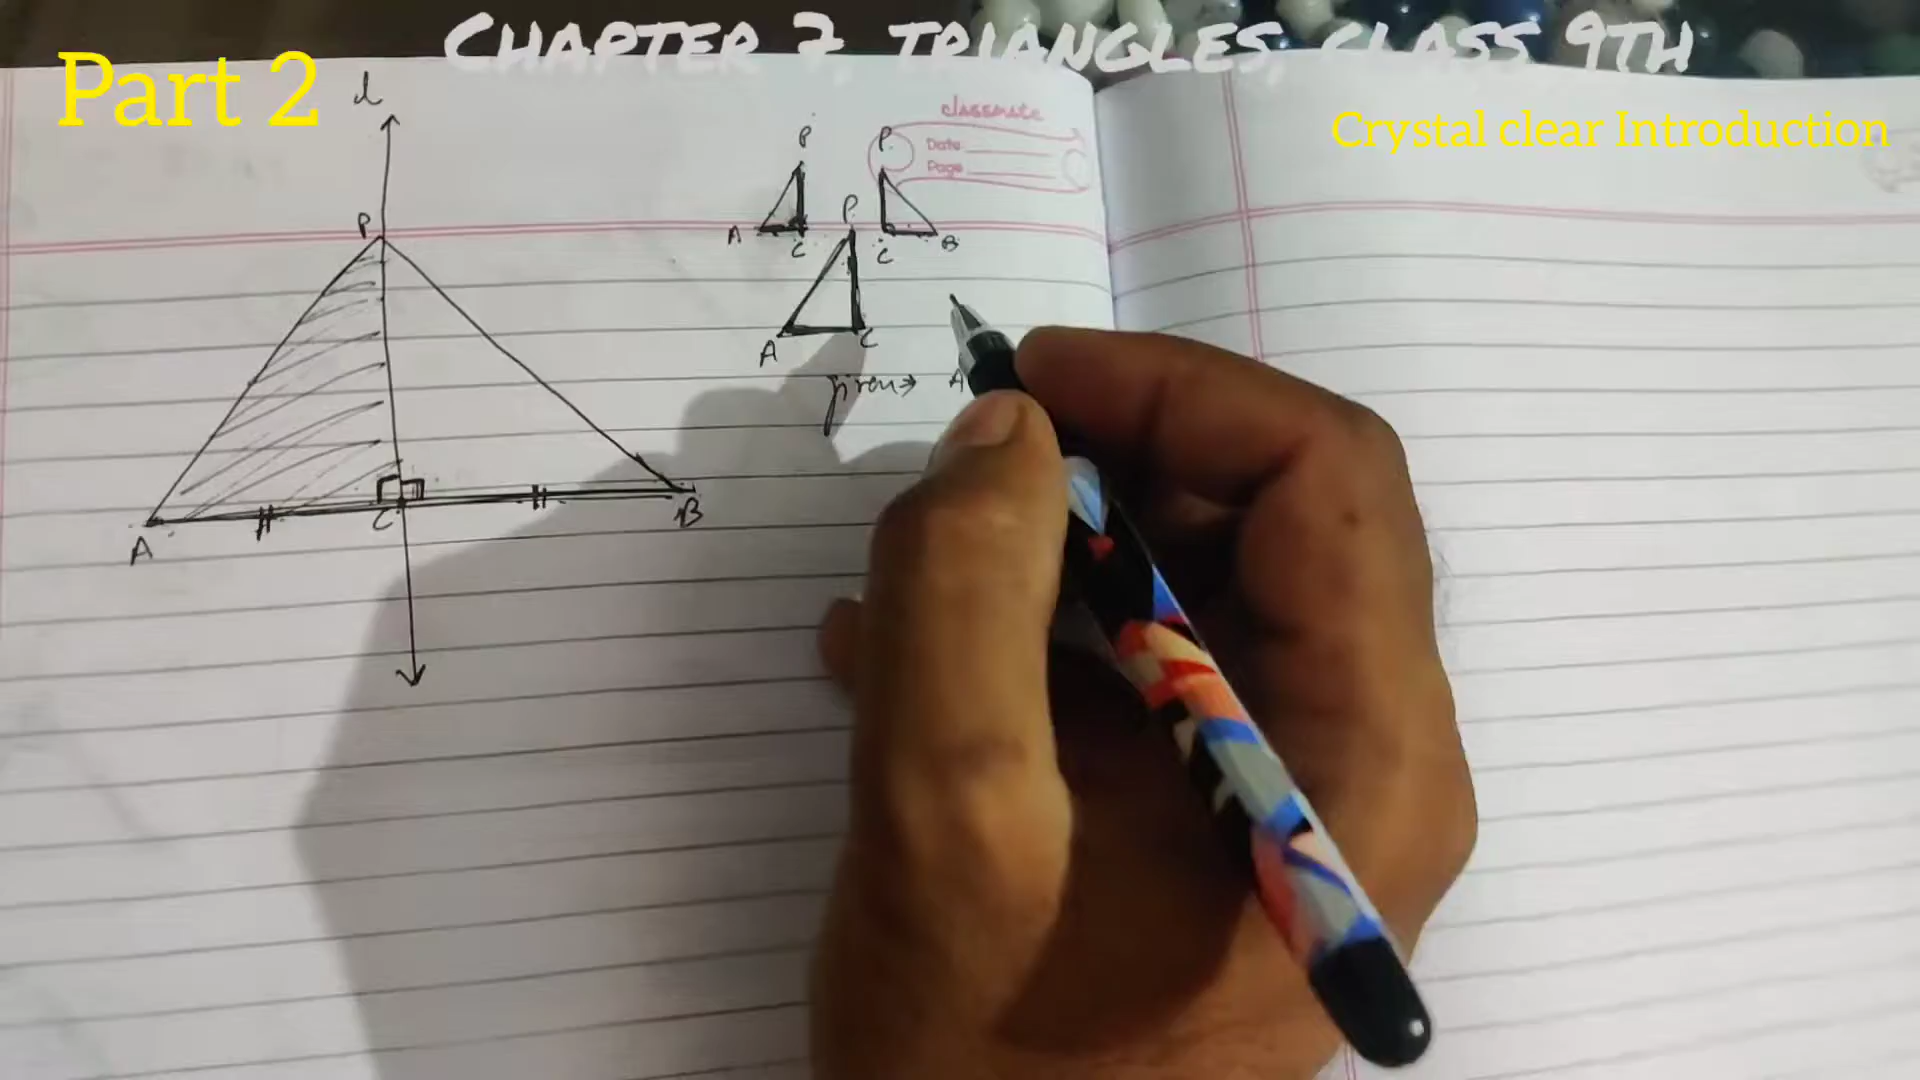 CHAPTER 7, TRIANGLES, CLASS 9TH
Part 2
Crystal clear Introduction
l
classmate
Date
Page
P
P
P
P
A
C
C
B
A
C
given→ A
A
C
B